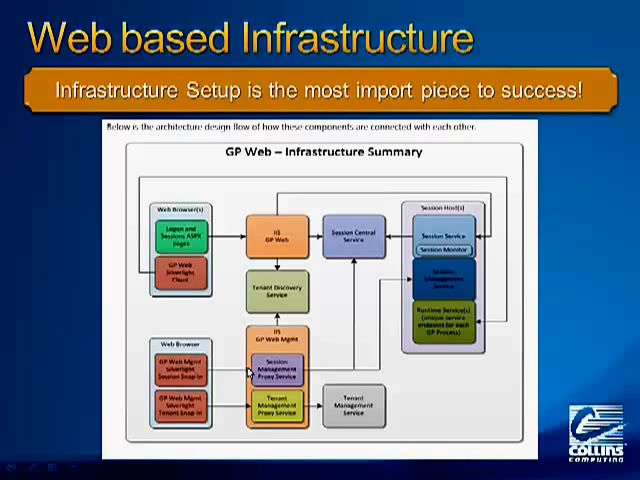 Web based Infrastructure
Infrastructure Setup is the most import piece to success!
Below is the architecture design flow of how these components are connected with each other.
GP Web – Infrastructure Summary
Web Browser(s)
Logon and
Sessions ASPX
pages
GP Web
Silverlight
Client
IIS
GP Web
Session Central
Service
Session Host(s)
Session Service
Session Monitor
Session
Management
Service
Runtime Service(s)
(unique service
endpoint for each
GP Process)
Tenant Discovery
Service
IIS
GP Web Mgmt
Web Browser
GP Web Mgmt
Silverlight
Session Snap in
GP Web Mgmt
Silverlight
Tenant Snap in
Session
Management
Proxy Service
Tenant
Management
Proxy Service
Tenant
Management
Service
COLLINS
COMPUTING